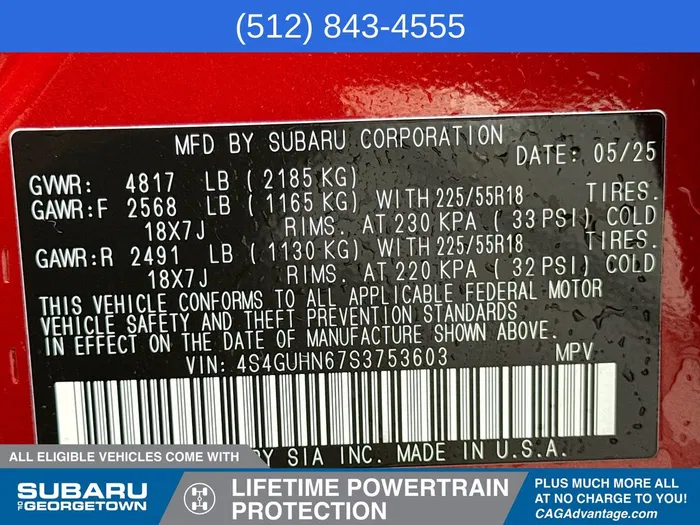 (512) 843-4555
MFD BY SUBARU CORPORATION
DATE: 05/25
GVWR: 4817 LB (2185 KG)
GAWR:F 2568 LB (1165 KG) WITH 225/55R18 TIRES.
18X7J RIMS. AT 230 KPA (33 PSI) COLD
GAWR:R 2491 LB (1130 KG) WITH 225/55R18 TIRES.
18X7J RIMS. AT 220 KPA (32 PSI) COLD
THIS VEHICLE CONFORMS TO ALL APPLICABLE FEDERAL MOTOR
VEHICLE SAFETY AND THEFT PREVENTION STANDARDS
IN EFFECT ON THE DATE OF MANUFACTURE SHOWN ABOVE.
VIN: 4S4GUHN67S3753603 MPV
BY SIA INC. MADE IN U.S.A.
ALL ELIGIBLE VEHICLES COME WITH
SUBARU
OF GEORGETOWN
LIFETIME POWERTRAIN
PROTECTION
PLUS MUCH MORE ALL
AT NO CHARGE TO YOU!
CAGAdvantage.com